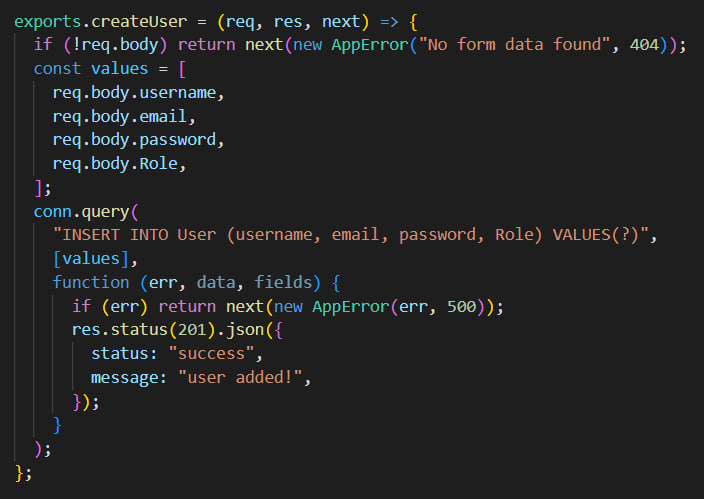 exports.createUser = (req, res, next) => {
  if (!req.body) return next(new AppError("No form data found", 404));
  const values = [
    req.body.username,
    req.body.email,
    req.body.password,
    req.body.Role,
  ];
  conn.query(
    "INSERT INTO User (username, email, password, Role) VALUES(?)",
    [values],
    function (err, data, fields) {
      if (err) return next(new AppError(err, 500));
      res.status(201).json({
        status: "success",
        message: "user added!",
      });
    }
  );
};